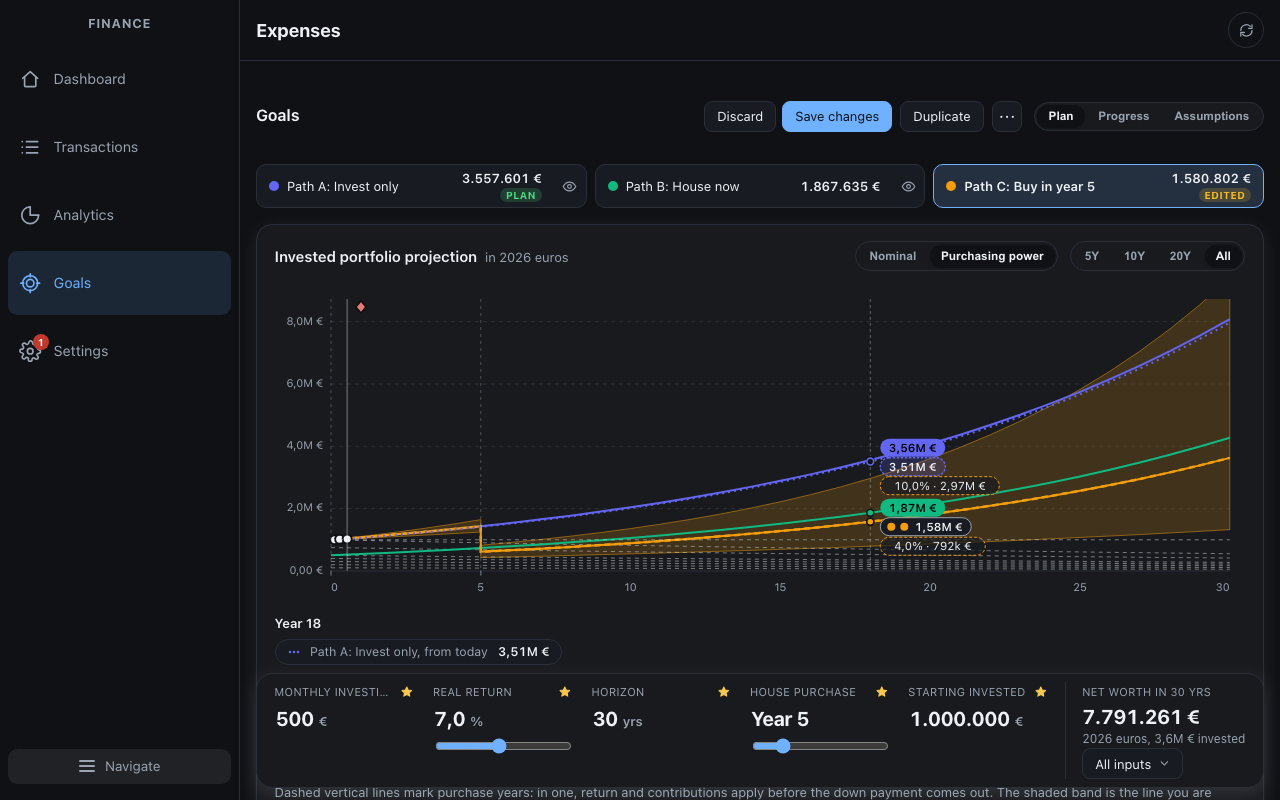 FINANCE
Dashboard
Transactions
Analytics
Goals
1
Settings
Navigate
Expenses
Goals
Discard
Save changes
Duplicate
Plan
Progress
Assumptions
Path A: Invest only
3.557.601 €
PLAN
Path B: House now
1.867.635 €
Path C: Buy in year 5
1.580.802 €
EDITED
Invested portfolio projection in 2026 euros
Nominal
Purchasing power
5Y
10Y
20Y
All
8,0M €
6,0M €
4,0M €
2,0M €
0,00 €
3,56M €
3,51M €
10,0% · 2,97M €
1,87M €
1,58M €
4,0% · 792k €
0 5 10 15 20 25 30
Year 18
Path A: Invest only, from today 3,51M €
MONTHLY INVESTI...
500 €
REAL RETURN
7,0 %
HORIZON
30 yrs
HOUSE PURCHASE
Year 5
STARTING INVESTED
1.000.000 €
NET WORTH IN 30 YRS
7.791.261 €
2026 euros, 3,6M € invested
All inputs
Dashed vertical lines mark purchase years: in one, return and contributions apply before the down payment comes out. The shaded band is the line you are